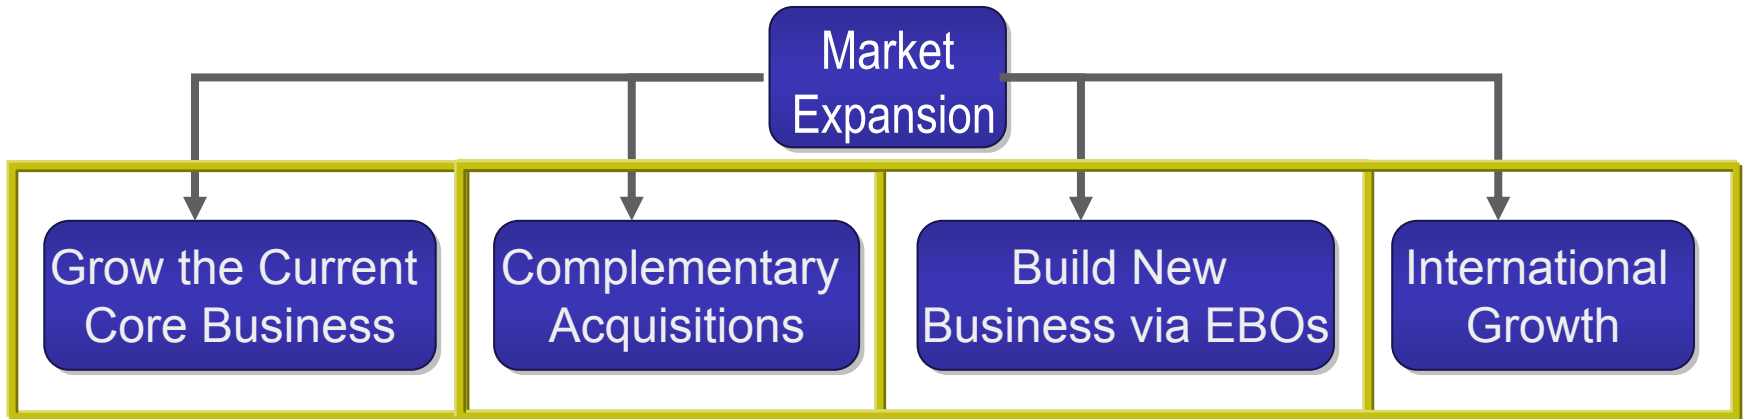 Market
Expansion
Grow the Current
Core Business
Complementary
Acquisitions
Build New
Business via EBOs
International
Growth